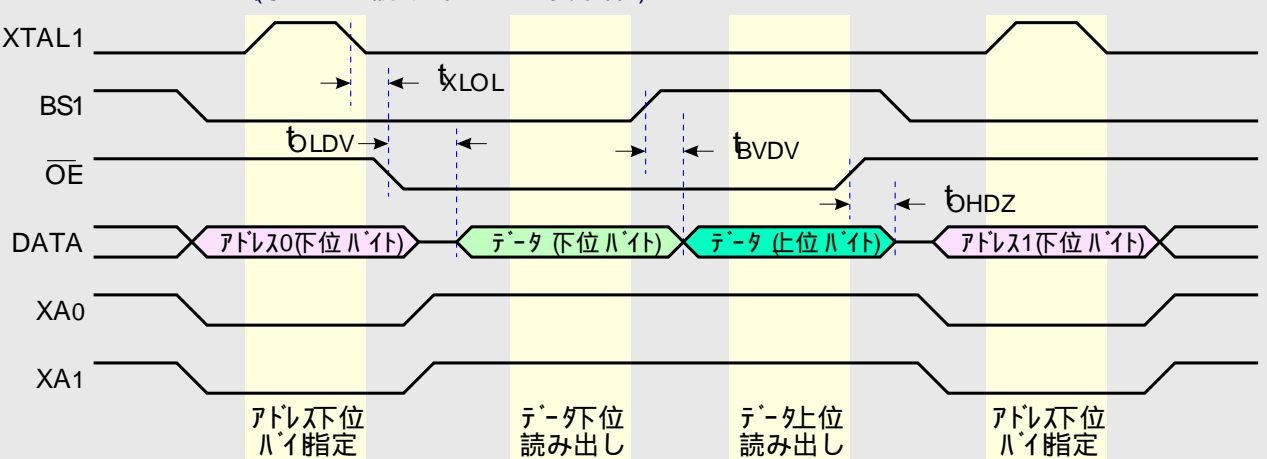 XTAL1
tXLOL
BS1
tOLDV
tBVDV
OE
tOHDZ
DATA
アドレス0(下位バイト)
データ(下位バイト)
データ(上位バイト)
アドレス1(下位バイト)
XA0
XA1
アドレス下位
バイト指定
データ下位
読み出し
データ上位
読み出し
アドレス下位
バイト指定